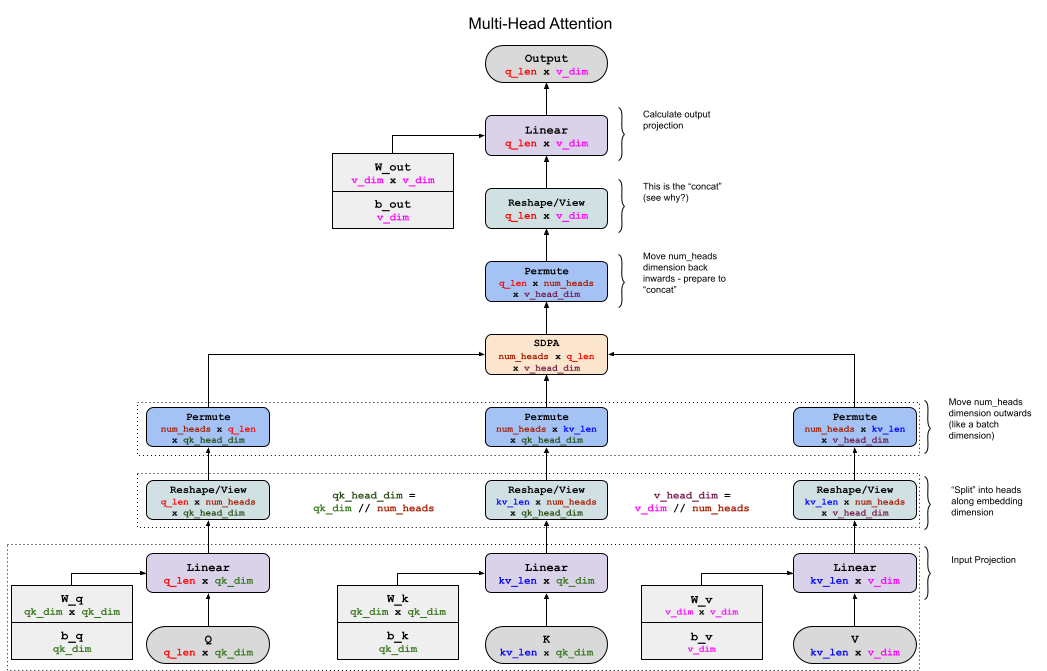 Multi-Head Attention
Output
q_len x v_dim
Linear
q_len x v_dim
Calculate output
projection
W_out
v_dim x v_dim
b_out
v_dim
Reshape/View
q_len x v_dim
This is the “concat”
(see why?)
Permute
q_len x num_heads
x v_head_dim
Move num_heads
dimension back
inwards - prepare to
“concat”
SDPA
num_heads x q_len
x v_head_dim
Permute
num_heads x q_len
x qk_head_dim
Permute
num_heads x kv_len
x qk_head_dim
Permute
num_heads x kv_len
x v_head_dim
Move num_heads
dimension outwards
(like a batch
dimension)
Reshape/View
q_len x num_heads
x qk_head_dim
qk_head_dim =
qk_dim // num_heads
Reshape/View
kv_len x num_heads
x qk_head_dim
v_head_dim =
v_dim // num_heads
Reshape/View
kv_len x num_heads
x v_head_dim
“Split” into heads
along embedding
dimension
Linear
q_len x qk_dim
Linear
kv_len x qk_dim
Linear
kv_len x v_dim
Input Projection
W_q
qk_dim x qk_dim
b_q
qk_dim
Q
q_len x qk_dim
W_k
qk_dim x qk_dim
b_k
qk_dim
K
kv_len x qk_dim
W_v
v_dim x v_dim
b_v
v_dim
V
kv_len x v_dim